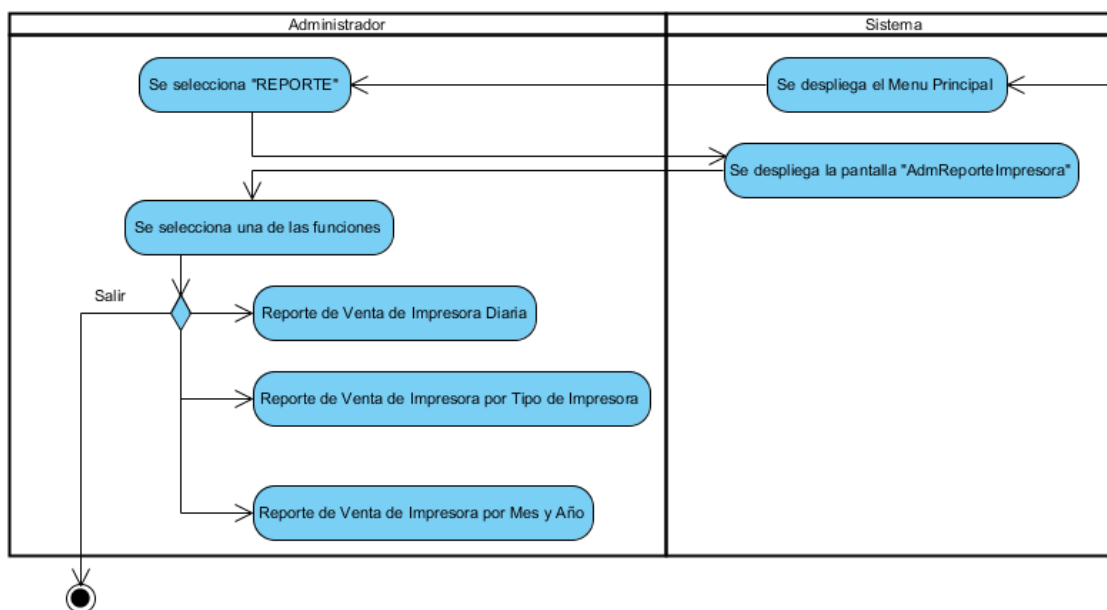 Administrador
Sistema
Se selecciona "REPORTE"
Se despliega el Menu Principal
Se despliega la pantalla "AdmReporteImpresora"
Se selecciona una de las funciones
Salir
Reporte de Venta de Impresora Diaria
Reporte de Venta de Impresora por Tipo de Impresora
Reporte de Venta de Impresora por Mes y Año